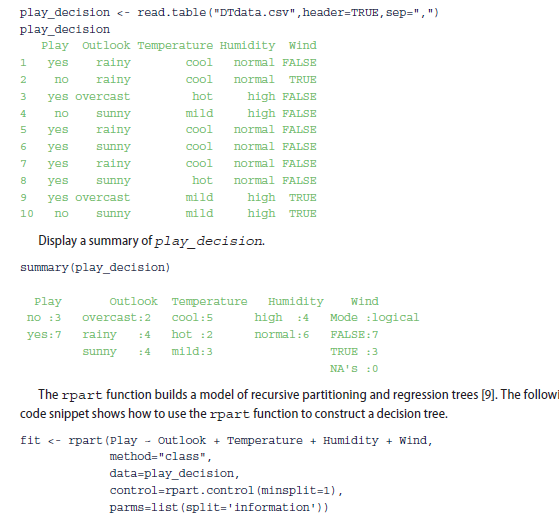 play_decision <- read.table("DTdata.csv",header=TRUE,sep=",")
play_decision
Play Outlook Temperature Humidity Wind
1 yes rainy cool normal FALSE
2 no rainy cool normal TRUE
3 yes overcast hot high FALSE
4 no sunny mild high FALSE
5 yes rainy cool normal FALSE
6 yes sunny cool normal FALSE
7 yes rainy cool normal FALSE
8 yes sunny hot normal FALSE
9 yes overcast mild high TRUE
10 no sunny mild high TRUE
Display a summary of play_decision.
summary(play_decision)
Play Outlook Temperature Humidity Wind
no :3 overcast:2 cool:5 high :4 Mode :logical
yes:7 rainy :4 hot :2 normal:6 FALSE:7
sunny :4 mild:3 TRUE :3
NA's :0
The rpart function builds a model of recursive partitioning and regression trees [9]. The followi
code snippet shows how to use the rpart function to construct a decision tree.
fit <- rpart(Play ~ Outlook + Temperature + Humidity + Wind,
method="class",
data=play_decision,
control=rpart.control(minsplit=1),
parms=list(split='information'))